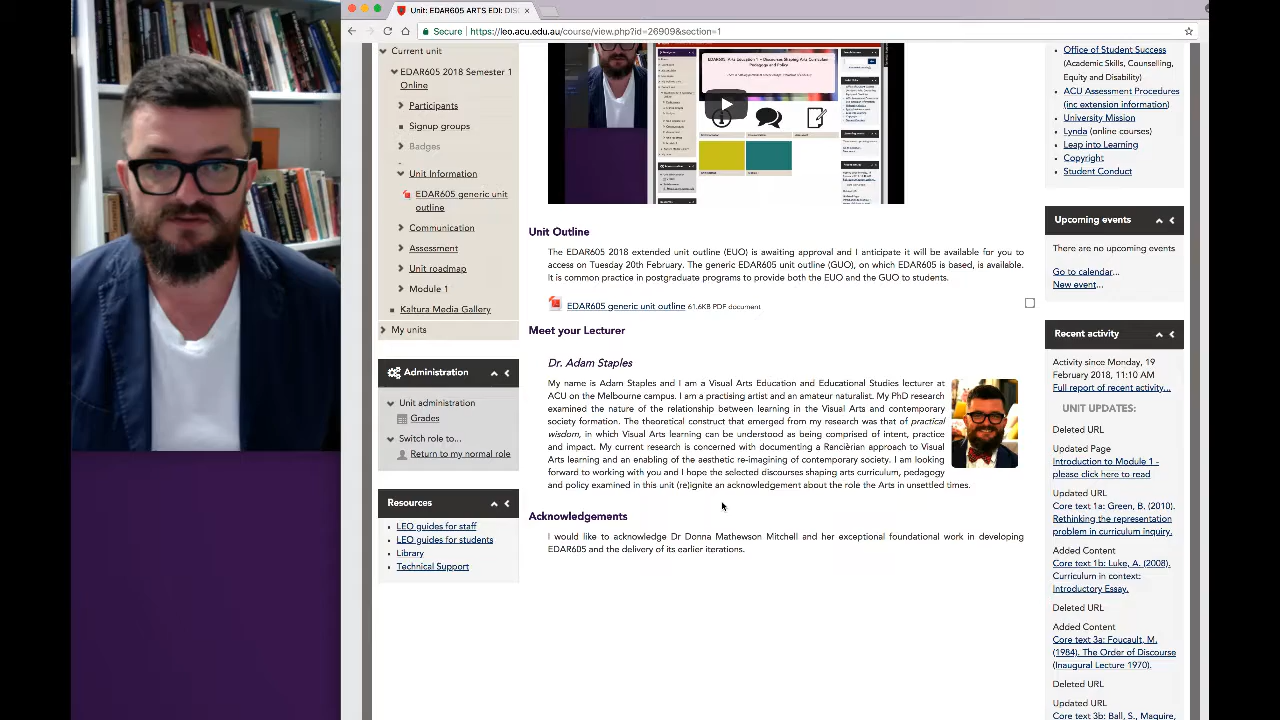 Unit: EDAR605 ARTS EDI: DIS
Secure
https://leo.acu.edu.au/course/view.php?id=26909&section=1
Current unit
EDAR605 - 2018 Semester 1
Online
Participants
My groups
Badges
Unit Information
EDAR605 generic unit
outline
Communication
Assessment
Unit roadmap
Module 1
Kaltura Media Gallery
My units
Administration
Unit administration
Grades
Switch role to...
Return to my normal role
Resources
LEO guides for staff
LEO guides for students
Library
Technical Support
EDAR605 Arts Education 1 – Discourses Shaping Arts Curriculum
Pedagogy and Policy
Unit Outline
The EDAR605 2018 extended unit outline (EUO) is awaiting approval and I anticipate it will be available for you to
access on Tuesday 20th February. The generic EDAR605 unit outline (GUO), on which EDAR605 is based, is available.
It is common practice in postgraduate programs to provide both the EUO and the GUO to students.
EDAR605 generic unit outline 61.6KB PDF document
Meet your Lecturer
Dr. Adam Staples
My name is Adam Staples and I am a Visual Arts Education and Educational Studies lecturer at
ACU on the Melbourne campus. I am a practising artist and an amateur naturalist. My PhD research
examined the nature of the relationship between learning in the Visual Arts and contemporary
society formation. The theoretical construct that emerged from my research was that of practical
wisdom, in which Visual Arts learning can be understood as being comprised of intent, practice
and impact. My current research is concerned with documenting a Rancièrian approach to Visual
Arts learning and an enabling of the aesthetic re-imagining of contemporary society. I am looking
forward to working with you and I hope the selected discourses shaping arts curriculum, pedagogy
and policy examined in this unit (re)ignite an acknowledgement about the role the Arts in unsettled times.
Acknowledgements
I would like to acknowledge Dr Donna Mathewson Mitchell and her exceptional foundational work in developing
EDAR605 and the delivery of its earlier iterations.
Office of Student Success
(Academic Skills, Counselling,
Equity & Disability)
ACU Assessment Procedures
(inc extension information)
University Session
Lynda (free courses)
Leap into Learning
Copyright
Student Conduct
Upcoming events
There are no upcoming events
Go to calendar...
New event...
Recent activity
Activity since Monday, 19
February 2018, 11:10 AM
Full report of recent activity...
UNIT UPDATES:
Deleted URL
Updated Page
Introduction to Module 1 -
please click here to read
Updated URL
Core text 1a: Green, B. (2010).
Rethinking the representation
problem in curriculum inquiry.
Added Content
Core text 1b: Luke, A. (2008).
Curriculum in context:
Introductory Essay.
Deleted URL
Added Content
Core text 3a: Foucault, M.
(1984). The Order of Discourse
(Inaugural Lecture 1970).
Deleted URL
Updated URL
Core text 3b: Ball, S., Maguire,